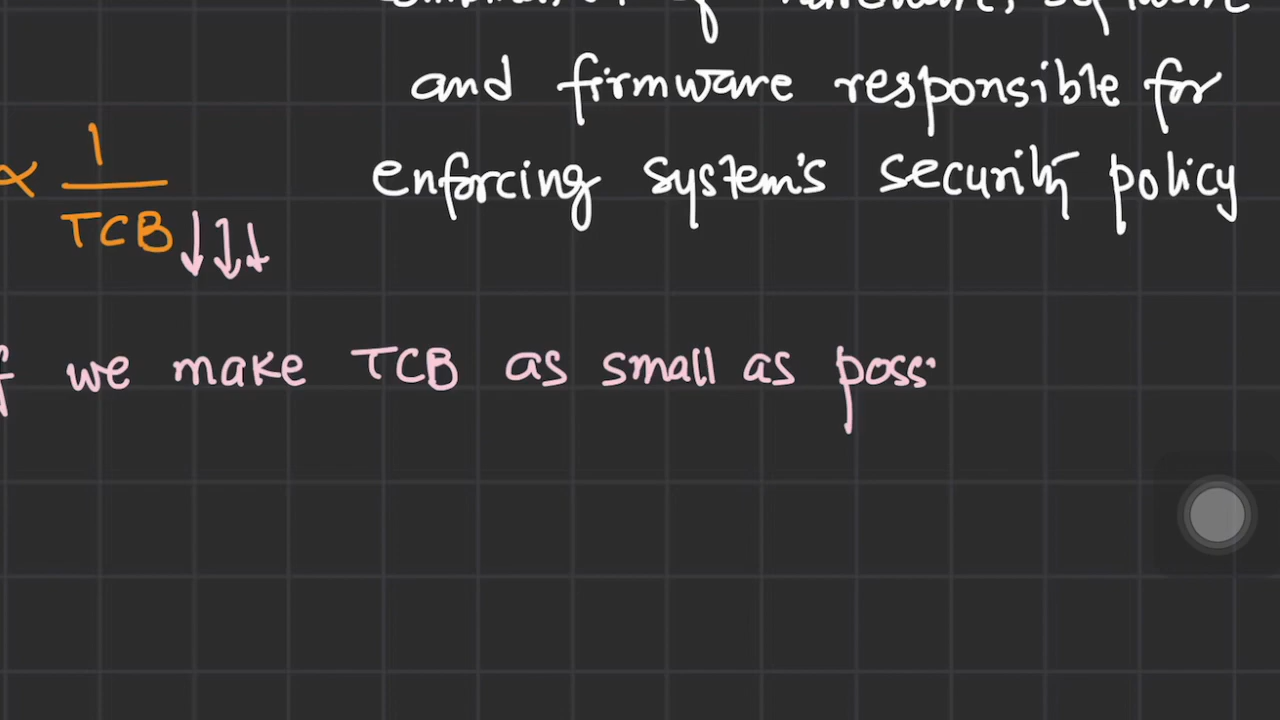 and firmware responsible for
∝ 1
TCB ↓↓↓
enforcing system's security policy
we make TCB as small as poss